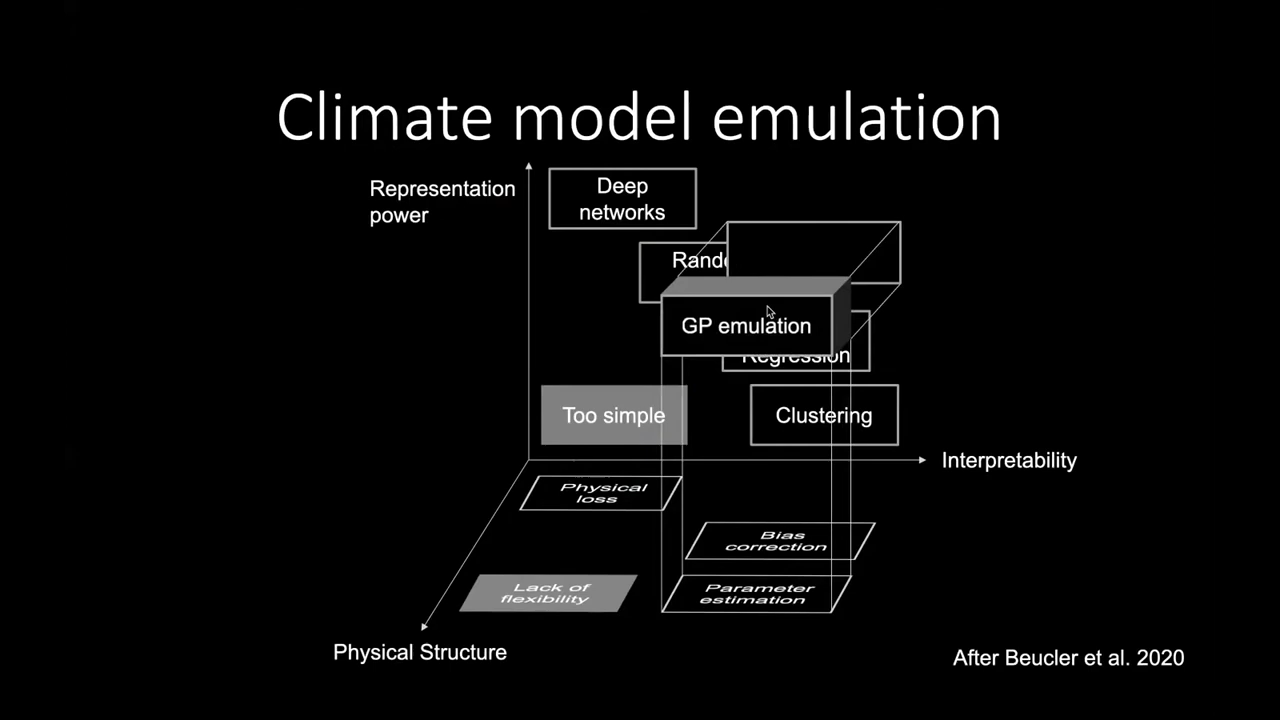 Climate model emulation
Representation
power
Deep
networks
GP emulation
Regression
Too simple
Clustering
Interpretability
Physical
loss
Bias
correction
Lack of
flexibility
Parameter
estimation
Physical Structure
After Beucler et al. 2020